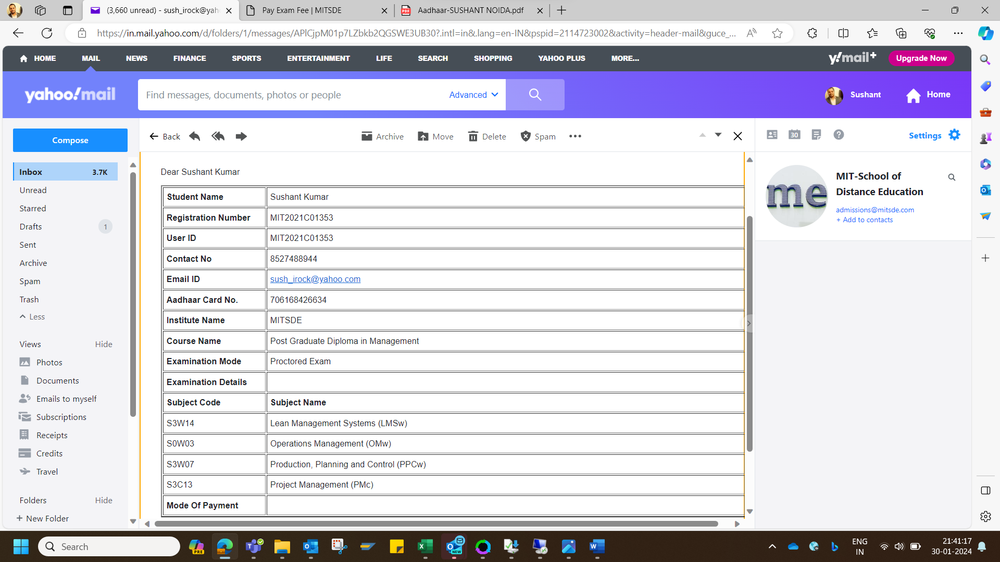 (3,660 unread) - sush_irock@yah
Pay Exam Fee | MITSDE
Aadhaar-SUSHANT NOIDA.pdf
https://in.mail.yahoo.com/d/folders/1/messages/APlCjpM01p7LZbkb2QGSWE3UB30?.intl=in&.lang=en-IN&pspid=2114723002&activity=header-mail&guce_...
HOME MAIL NEWS FINANCE SPORTS ENTERTAINMENT LIFE SEARCH SHOPPING YAHOO PLUS MORE... y!mail+ Upgrade Now
yahoo!mail Find messages, documents, photos or people Advanced Sushant Home
Compose
Back Archive Move Delete Spam 30 Settings
Inbox 3.7K
Unread
Starred
Drafts 1
Sent
Archive
Spam
Trash
Less
Views Hide
Photos
Documents
Emails to myself
Subscriptions
Receipts
Credits
Travel
Folders Hide
+ New Folder
Dear Sushant Kumar
Student Name Sushant Kumar
Registration Number MIT2021C01353
User ID MIT2021C01353
Contact No 8527488944
Email ID sush_irock@yahoo.com
Aadhaar Card No. 706168426634
Institute Name MITSDE
Course Name Post Graduate Diploma in Management
Examination Mode Proctored Exam
Examination Details
Subject Code Subject Name
S3W14 Lean Management Systems (LMSw)
S0W03 Operations Management (OMw)
S3W07 Production, Planning and Control (PPCw)
S3C13 Project Management (PMc)
Mode Of Payment
me
MIT-School of
Distance Education
admissions@mitsde.com
+ Add to contacts
Search
PRE
NEW
ENG
IN
21:41:17
30-01-2024